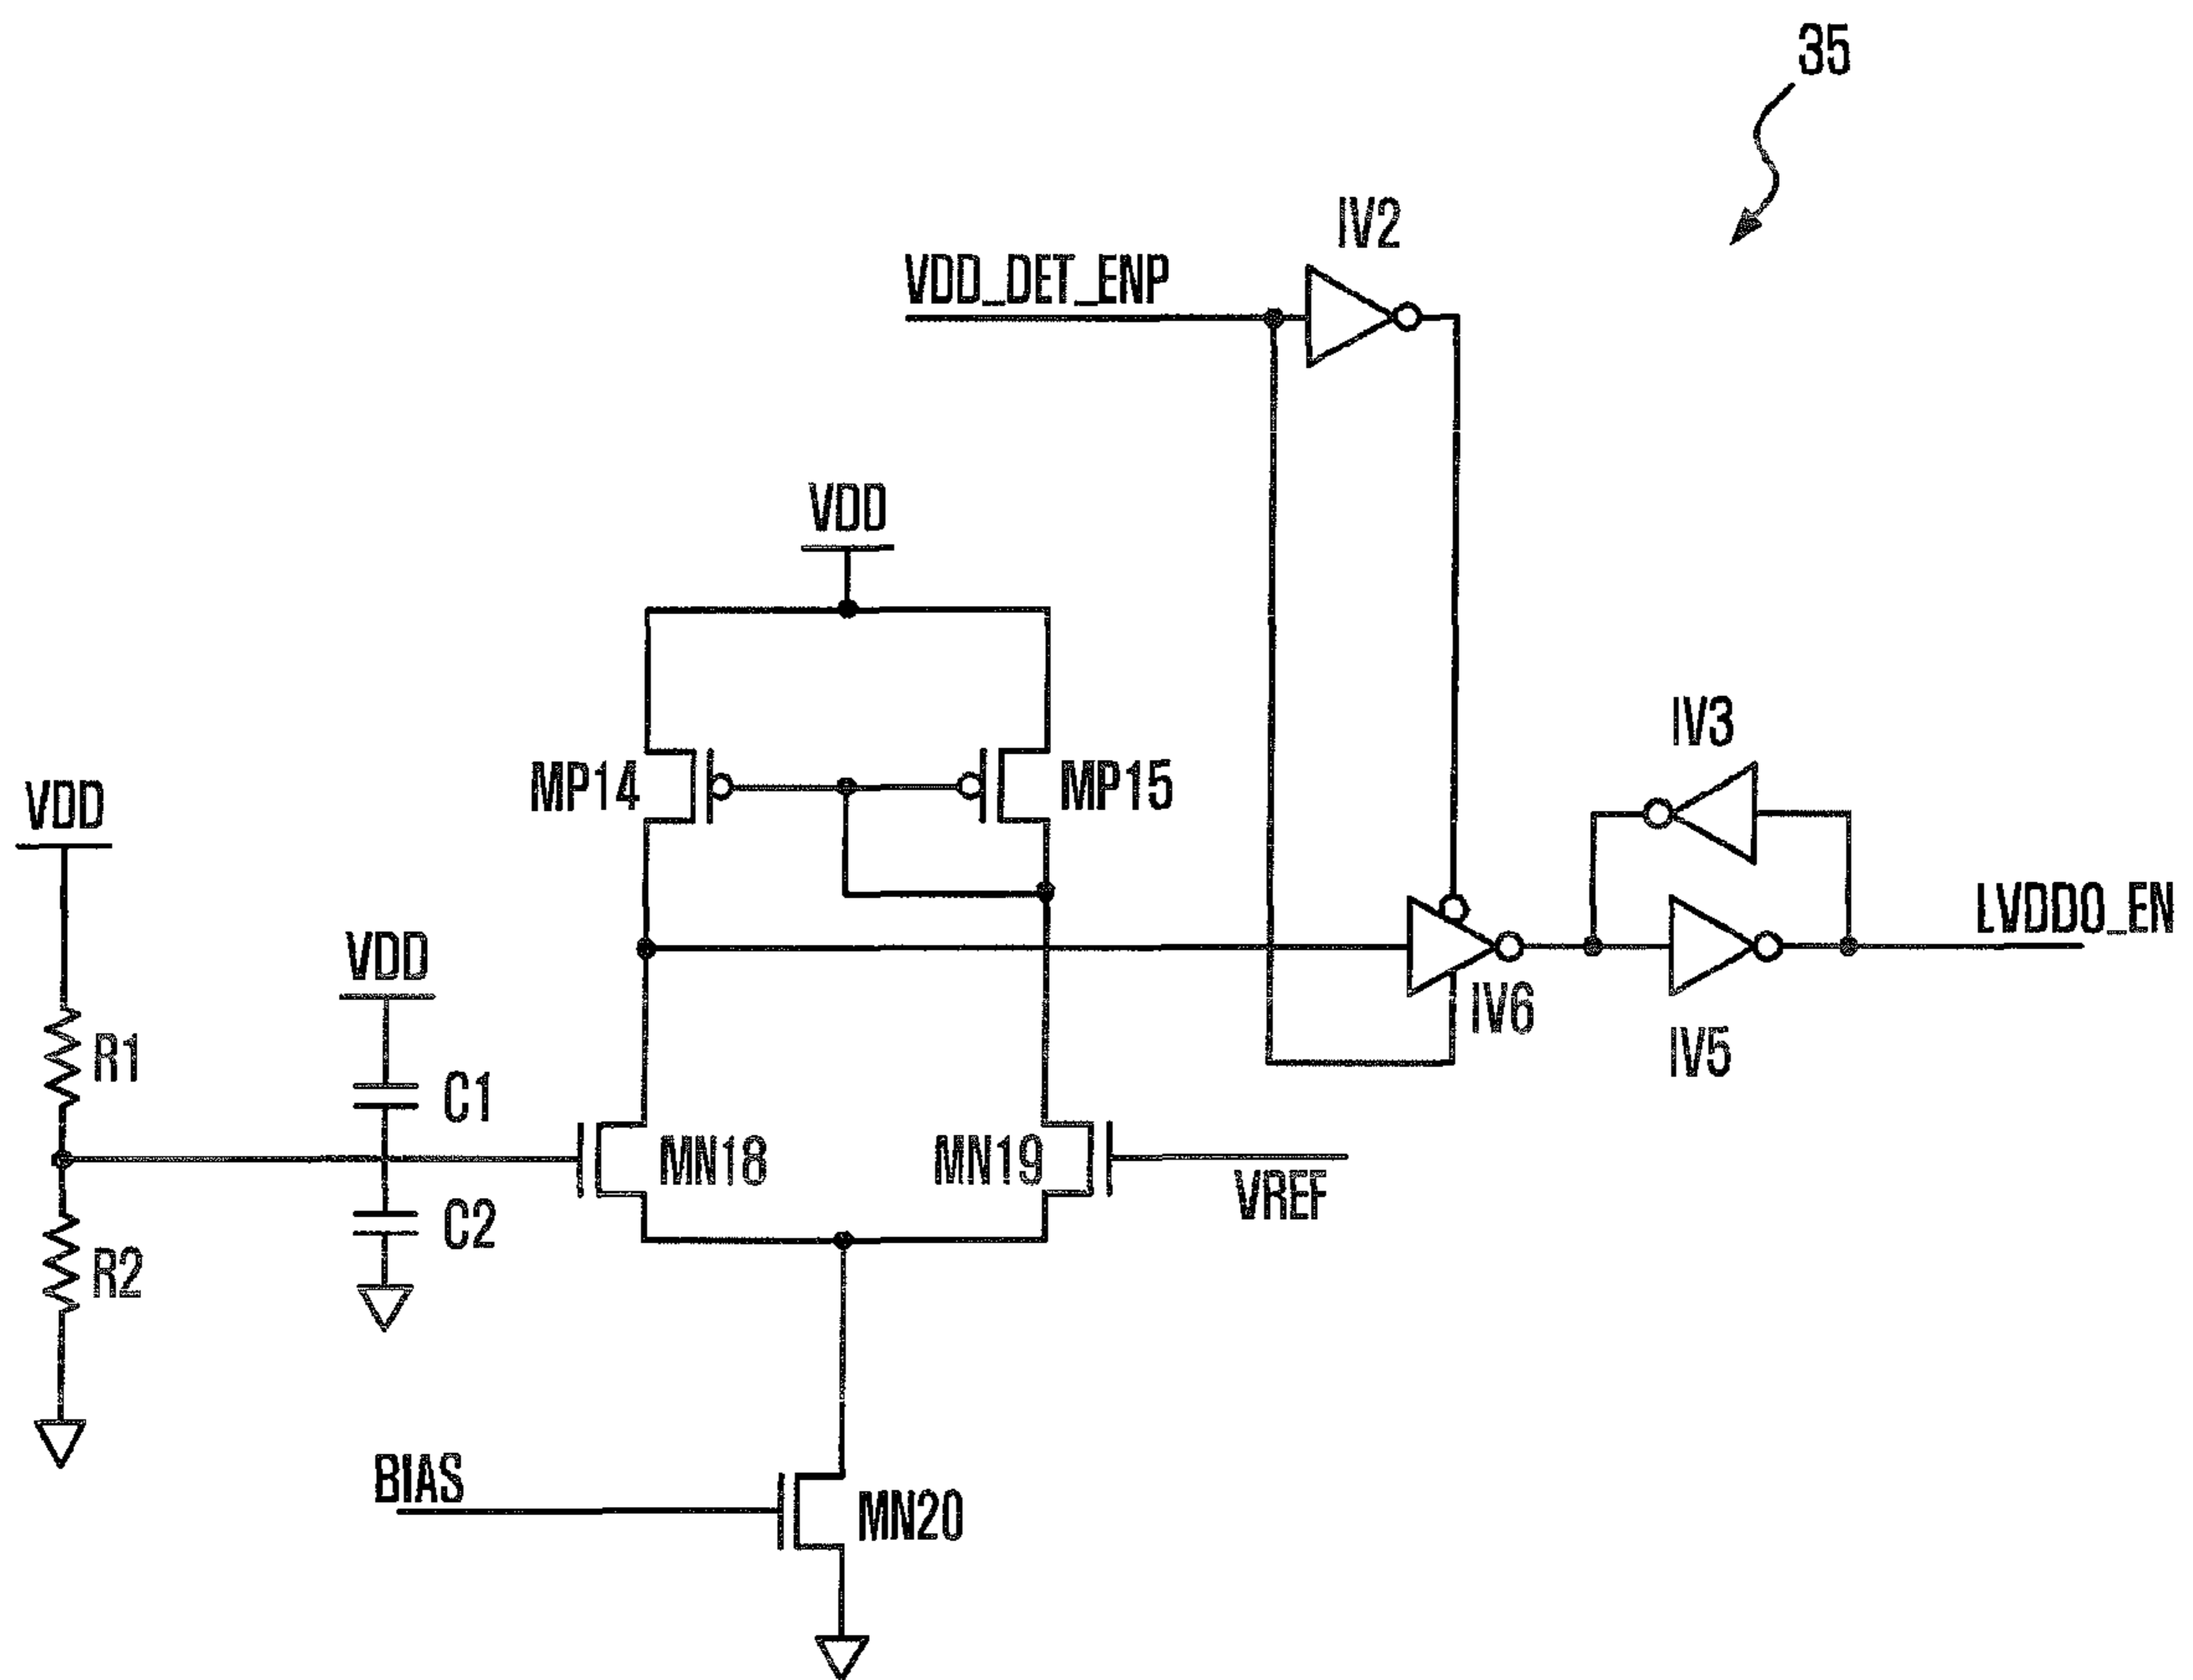 35
IV2
VDD_DET_ENP
VDD
IV3
MP14
MP15
VDD
LVDDO_EN
VDD
IV6
R1
IV5
C1
MN18
MN19
VREF
C2
R2
BIAS
MN20